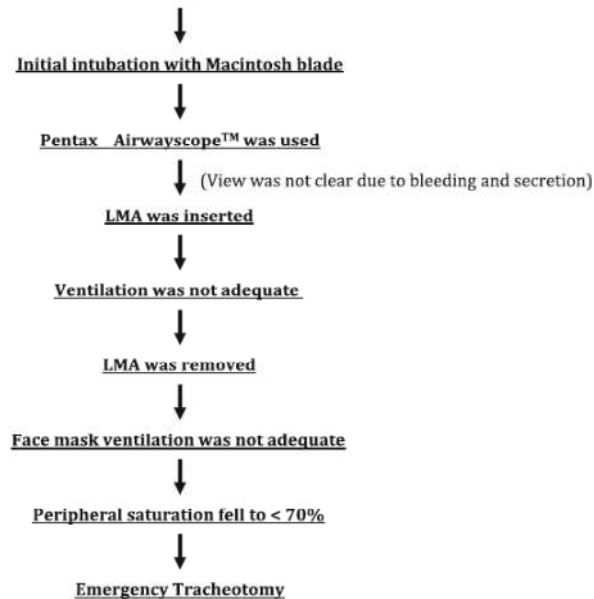 Initial intubation with Macintosh blade
Pentax Airwayscope™ was used
(View was not clear due to bleeding and secretion)
LMA was inserted
Ventilation was not adequate
LMA was removed
Face mask ventilation was not adequate
Peripheral saturation fell to < 70%
Emergency Tracheotomy